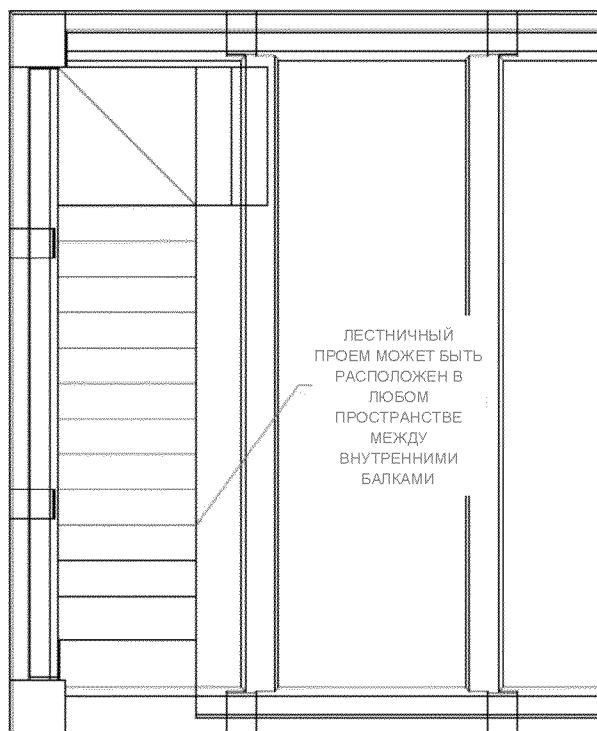 ЛЕСТНИЧНЫЙ
ПРОЕМ МОЖЕТ БЫТЬ
РАСПОЛОЖЕН В
ЛЮБОМ
ПРОСТРАНСТВЕ
МЕЖДУ
ВНУТРЕННИМИ
БАЛКАМИ